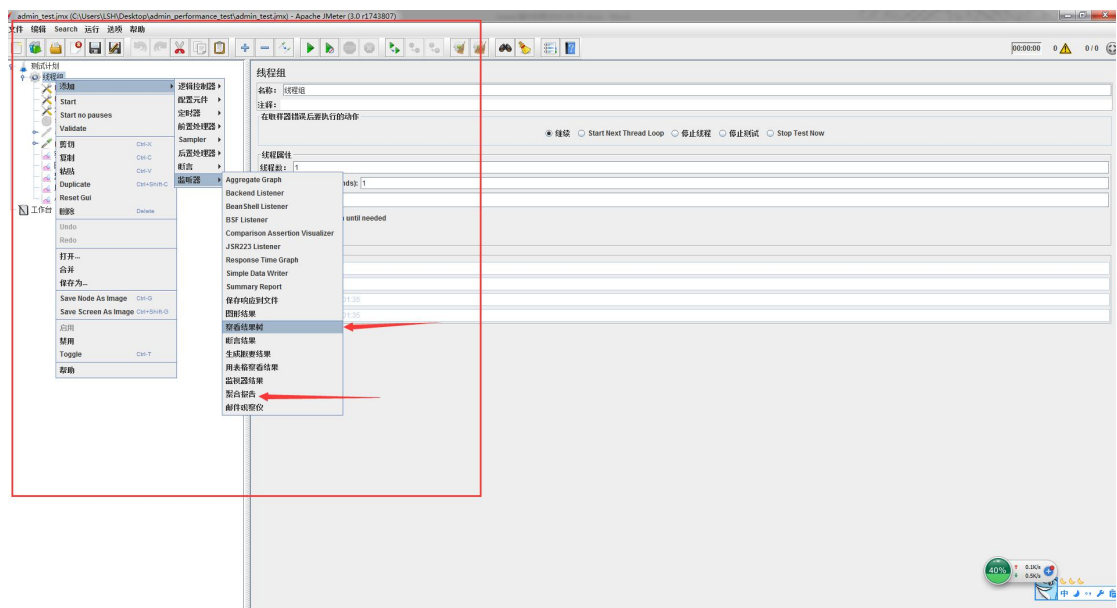 admin_test.jmx (C:\Users\LSH\Desktop\admin_performance_test\admin_test.jmx) - Apache JMeter (3.0 r1743807)
文件 编辑 Search 运行 选项 帮助
00:00:00 0 0 / 0
测试计划
线程组
工作台
添加
Start
Start no pauses
Validate
剪切 Ctrl-X
复制 Ctrl-C
粘贴 Ctrl-V
Duplicate Ctrl+Shift-C
Reset Gui
删除 Delete
Undo
Redo
打开...
合并
保存为...
Save Node As Image Ctrl-G
Save Screen As Image Ctrl+Shift-G
启用
禁用
Toggle Ctrl-T
帮助
逻辑控制器
配置元件
定时器
前置处理器
Sampler
后置处理器
断言
监听器
Aggregate Graph
Backend Listener
BeanShell Listener
BSF Listener
Comparison Assertion Visualizer
JSR223 Listener
Response Time Graph
Simple Data Writer
Summary Report
保存响应到文件
图形结果
察看结果树
断言结果
生成概要结果
用表格察看结果
监视器结果
聚合报告
邮件观察仪
线程组
名称： 线程组
注释：
在取样器错误后要执行的动作
继续 Start Next Thread Loop 停止线程 停止测试 Stop Test Now
线程属性
线程数： 1
nds): 1
until needed
01:35
01:35
40% 0.1K/s
0.5K/s
中